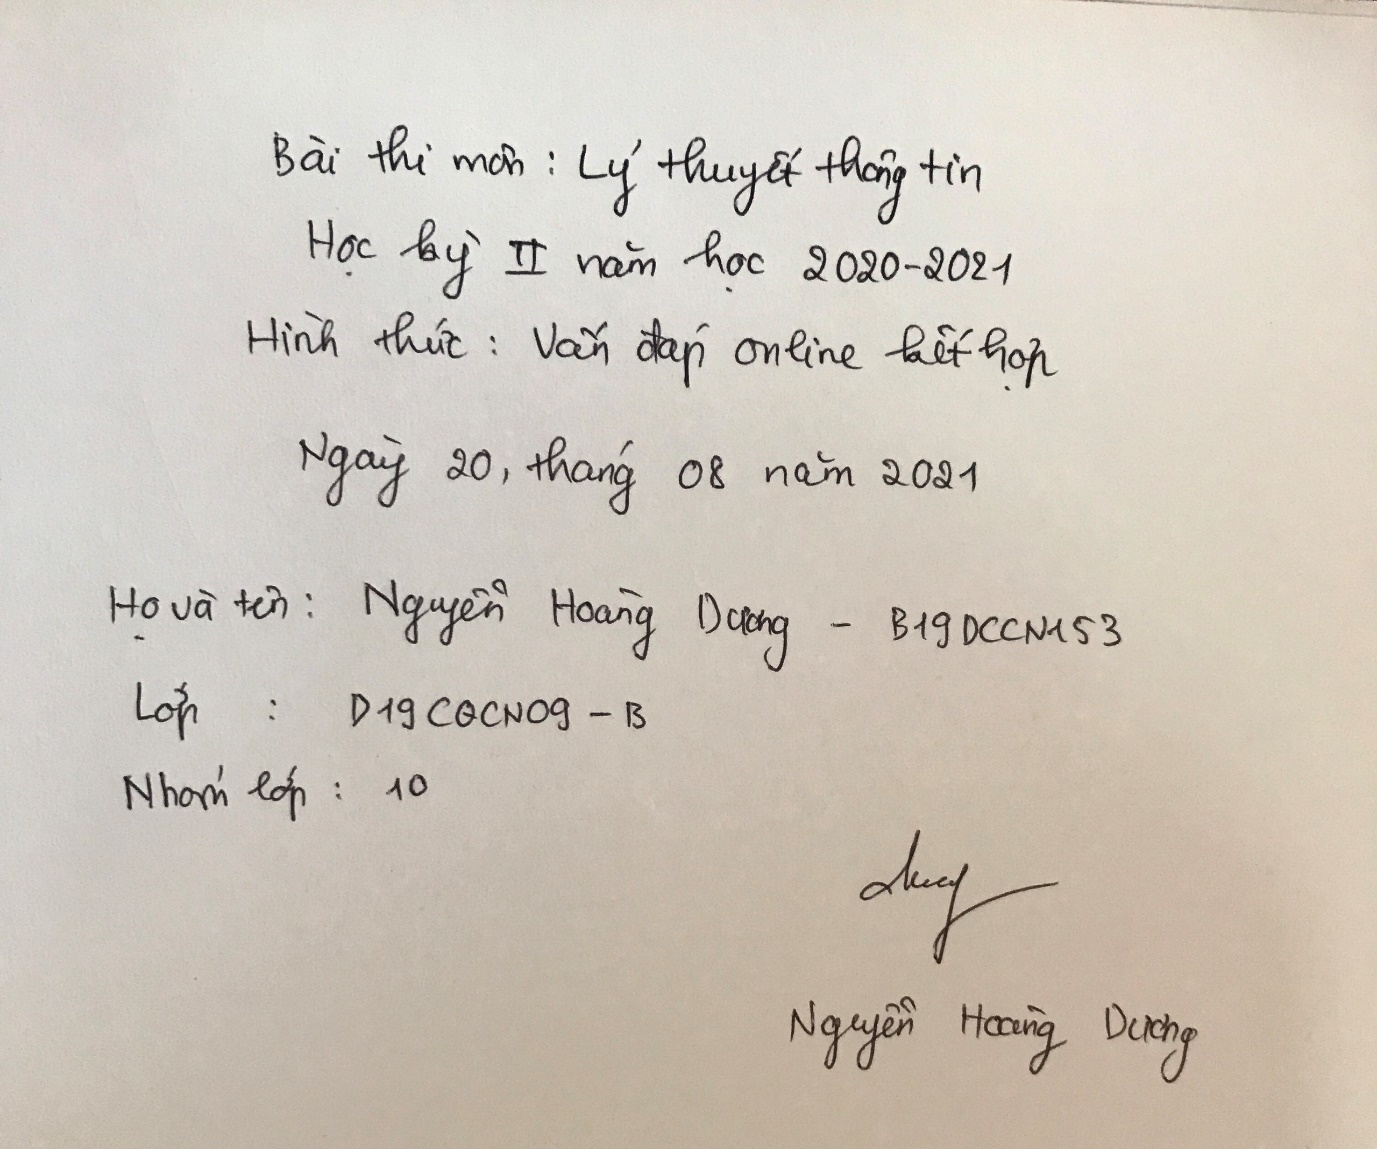 Bài thi môn : Lý thuyết thông tin
Học kỳ II năm học 2020-2021
Hình thức : Vấn đáp online kết hợp
Ngày 20, tháng 08 năm 2021
Họ và tên : Nguyễn Hoàng Dương - B19DCCN153
Lớp : D19CQCN09 - B
Nhóm lớp : 10
Nguyễn Hoàng Dương